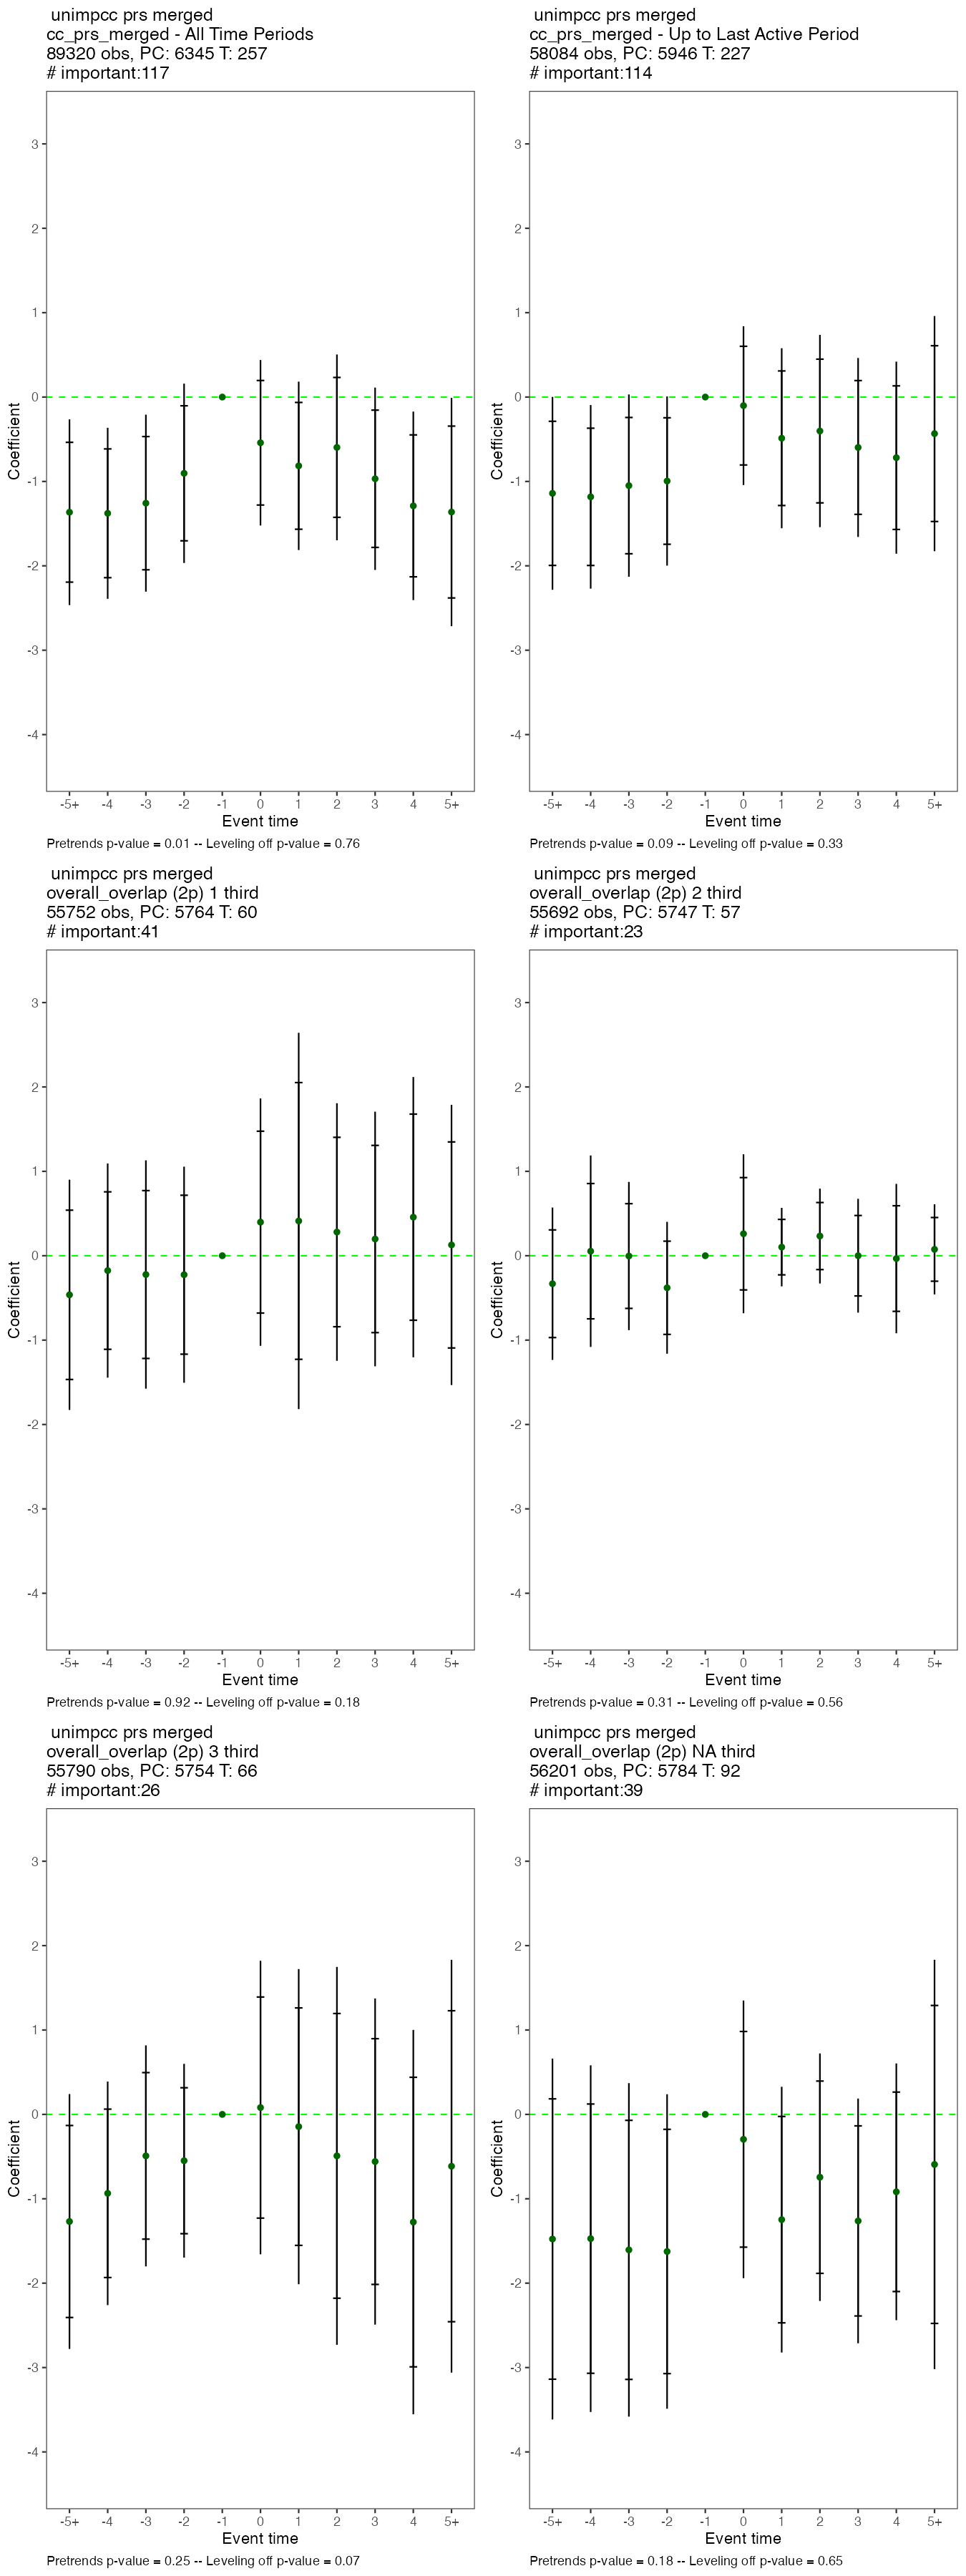 unimpcc prs merged
cc_prs_merged - All Time Periods
89320 obs, PC: 6345 T: 257
# important:117
3
2
1
0
-1
-2
-3
-4
Coefficient
-5+ -4 -3 -2 -1 0 1 2 3 4 5+
Event time
Pretrends p-value = 0.01 -- Leveling off p-value = 0.76
unimpcc prs merged
cc_prs_merged - Up to Last Active Period
58084 obs, PC: 5946 T: 227
# important:114
3
2
1
0
-1
-2
-3
-4
Coefficient
-5+ -4 -3 -2 -1 0 1 2 3 4 5+
Event time
Pretrends p-value = 0.09 -- Leveling off p-value = 0.33
unimpcc prs merged
overall_overlap (2p) 1 third
55752 obs, PC: 5764 T: 60
# important:41
3
2
1
0
-1
-2
-3
-4
Coefficient
-5+ -4 -3 -2 -1 0 1 2 3 4 5+
Event time
Pretrends p-value = 0.92 -- Leveling off p-value = 0.18
unimpcc prs merged
overall_overlap (2p) 2 third
55692 obs, PC: 5747 T: 57
# important:23
3
2
1
0
-1
-2
-3
-4
Coefficient
-5+ -4 -3 -2 -1 0 1 2 3 4 5+
Event time
Pretrends p-value = 0.31 -- Leveling off p-value = 0.56
unimpcc prs merged
overall_overlap (2p) 3 third
55790 obs, PC: 5754 T: 66
# important:26
3
2
1
0
-1
-2
-3
-4
Coefficient
-5+ -4 -3 -2 -1 0 1 2 3 4 5+
Event time
Pretrends p-value = 0.25 -- Leveling off p-value = 0.07
unimpcc prs merged
overall_overlap (2p) NA third
56201 obs, PC: 5784 T: 92
# important:39
3
2
1
0
-1
-2
-3
-4
Coefficient
-5+ -4 -3 -2 -1 0 1 2 3 4 5+
Event time
Pretrends p-value = 0.18 -- Leveling off p-value = 0.65